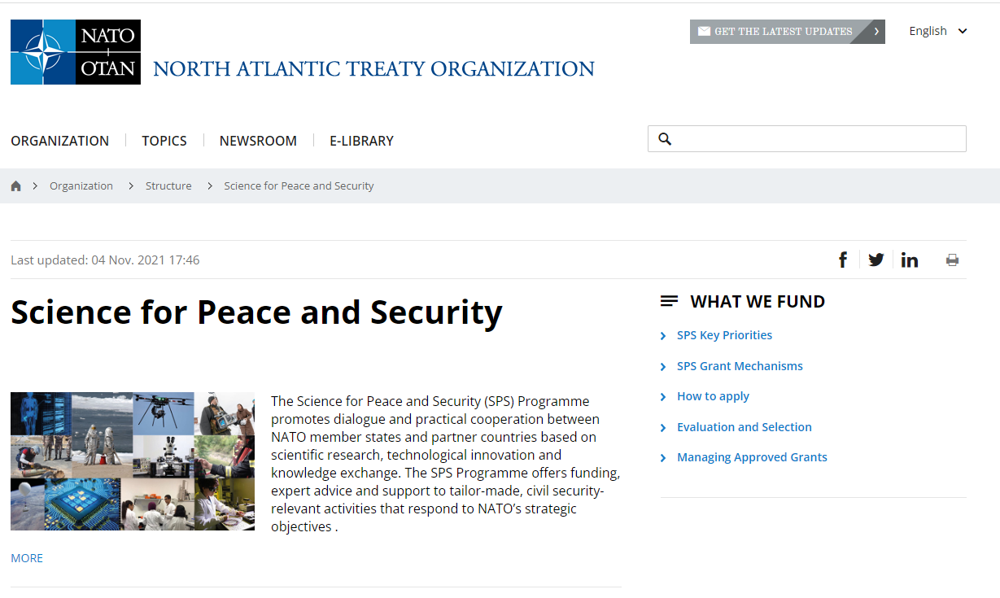 NATO
OTAN
NORTH ATLANTIC TREATY ORGANIZATION
GET THE LATEST UPDATES
English
ORGANIZATION
TOPICS
NEWSROOM
E-LIBRARY
Organization
Structure
Science for Peace and Security
Last updated: 04 Nov. 2021 17:46
Science for Peace and Security
The Science for Peace and Security (SPS) Programme
promotes dialogue and practical cooperation between
NATO member states and partner countries based on
scientific research, technological innovation and
knowledge exchange. The SPS Programme offers funding,
expert advice and support to tailor-made, civil security-
relevant activities that respond to NATO’s strategic
objectives .
MORE
WHAT WE FUND
SPS Key Priorities
SPS Grant Mechanisms
How to apply
Evaluation and Selection
Managing Approved Grants